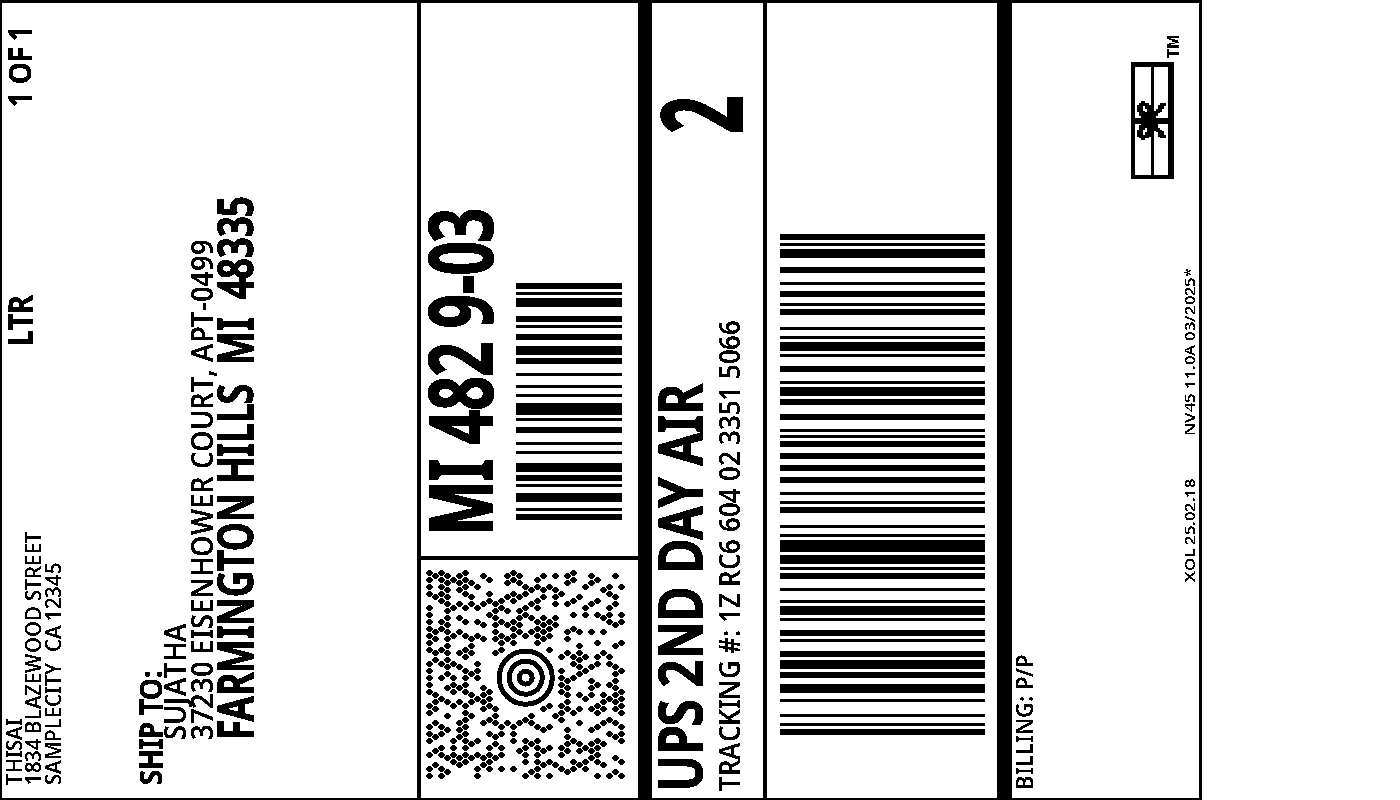 THISAI
1834 BLAZEWOOD STREET
SAMPLECITY CA 12345
LTR
1 OF 1
SHIP TO:
SUJATHA
37230 EISENHOWER COURT, APT-0499
FARMINGTON HILLS MI 48335
MI 482 9-03
UPS 2ND DAY AIR
2
TRACKING #: 1Z RC6 604 02 3351 5066
BILLING: P/P
XOL 25.02.18 NV45 11.0A 03/2025*
TM